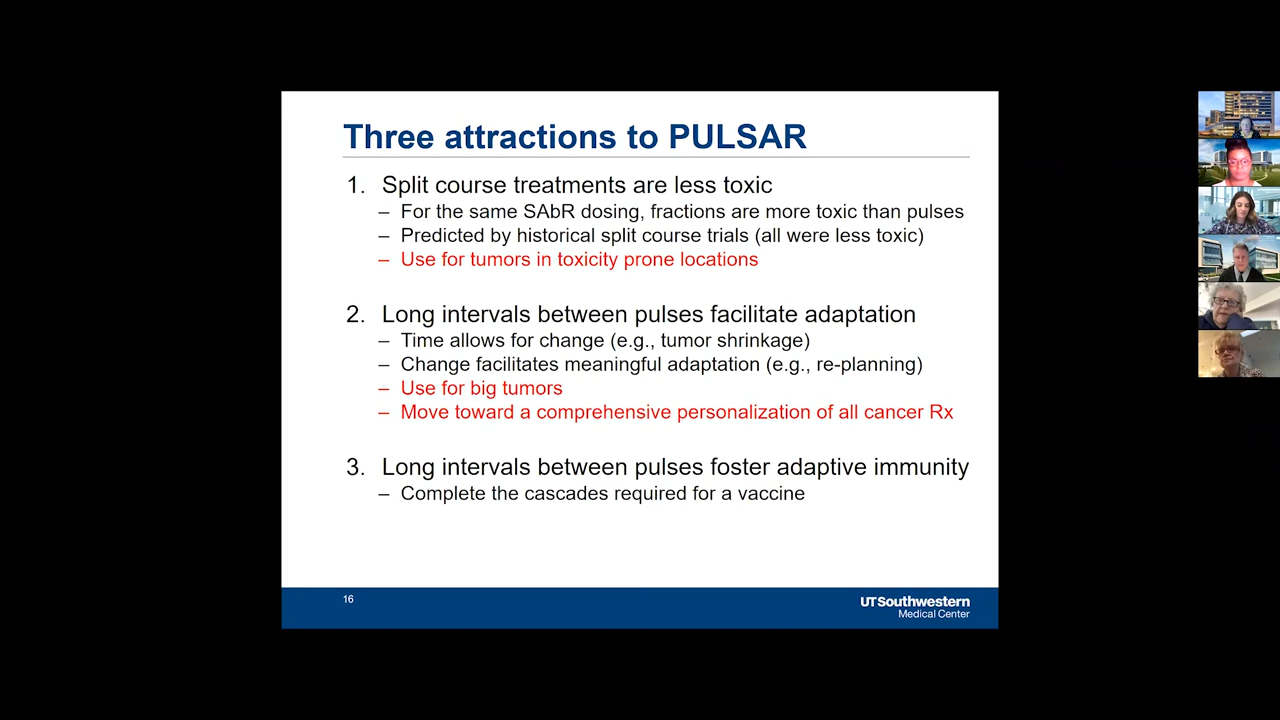 Three attractions to PULSAR
1. Split course treatments are less toxic
– For the same SAbR dosing, fractions are more toxic than pulses
– Predicted by historical split course trials (all were less toxic)
– Use for tumors in toxicity prone locations
2. Long intervals between pulses facilitate adaptation
– Time allows for change (e.g., tumor shrinkage)
– Change facilitates meaningful adaptation (e.g., re-planning)
– Use for big tumors
– Move toward a comprehensive personalization of all cancer Rx
3. Long intervals between pulses foster adaptive immunity
– Complete the cascades required for a vaccine
16
UTSouthwestern
Medical Center